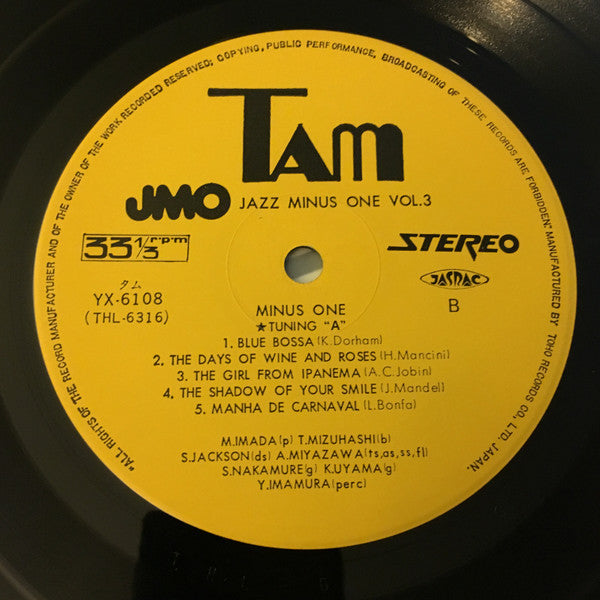 "ALL RIGHTS OF THE RECORD MANUFACTURER AND OF THE OWNER OF THE WORK RECORDED RESERVED; COPYING, PUBLIC PERFORMANCE, BROADCASTING OF THESE RECORDS ARE FORBIDDEN." MANUFACTURED BY TOHO RECORDS CO., LTD. JAPAN.
TAM
JMO JAZZ MINUS ONE VOL.3
33 1/3 r·p·m STEREO
タム JASRAC
YX-6108 B
(THL-6316)
MINUS ONE
★TUNING "A"
1. BLUE BOSSA (K.Dorham)
2. THE DAYS OF WINE AND ROSES (H.Mancini)
3. THE GIRL FROM IPANEMA (A.C.Jobin)
4. THE SHADOW OF YOUR SMILE (J.Mandel)
5. MANHA DE CARNAVAL (L.Bonfa)
M.IMADA(p) T.MIZUHASHI(b)
S.JACKSON(ds) A.MIYAZAWA(ts,as,ss,fl)
S.NAKAMURE(g) K.UYAMA(g)
Y.IMAMURA(perc)